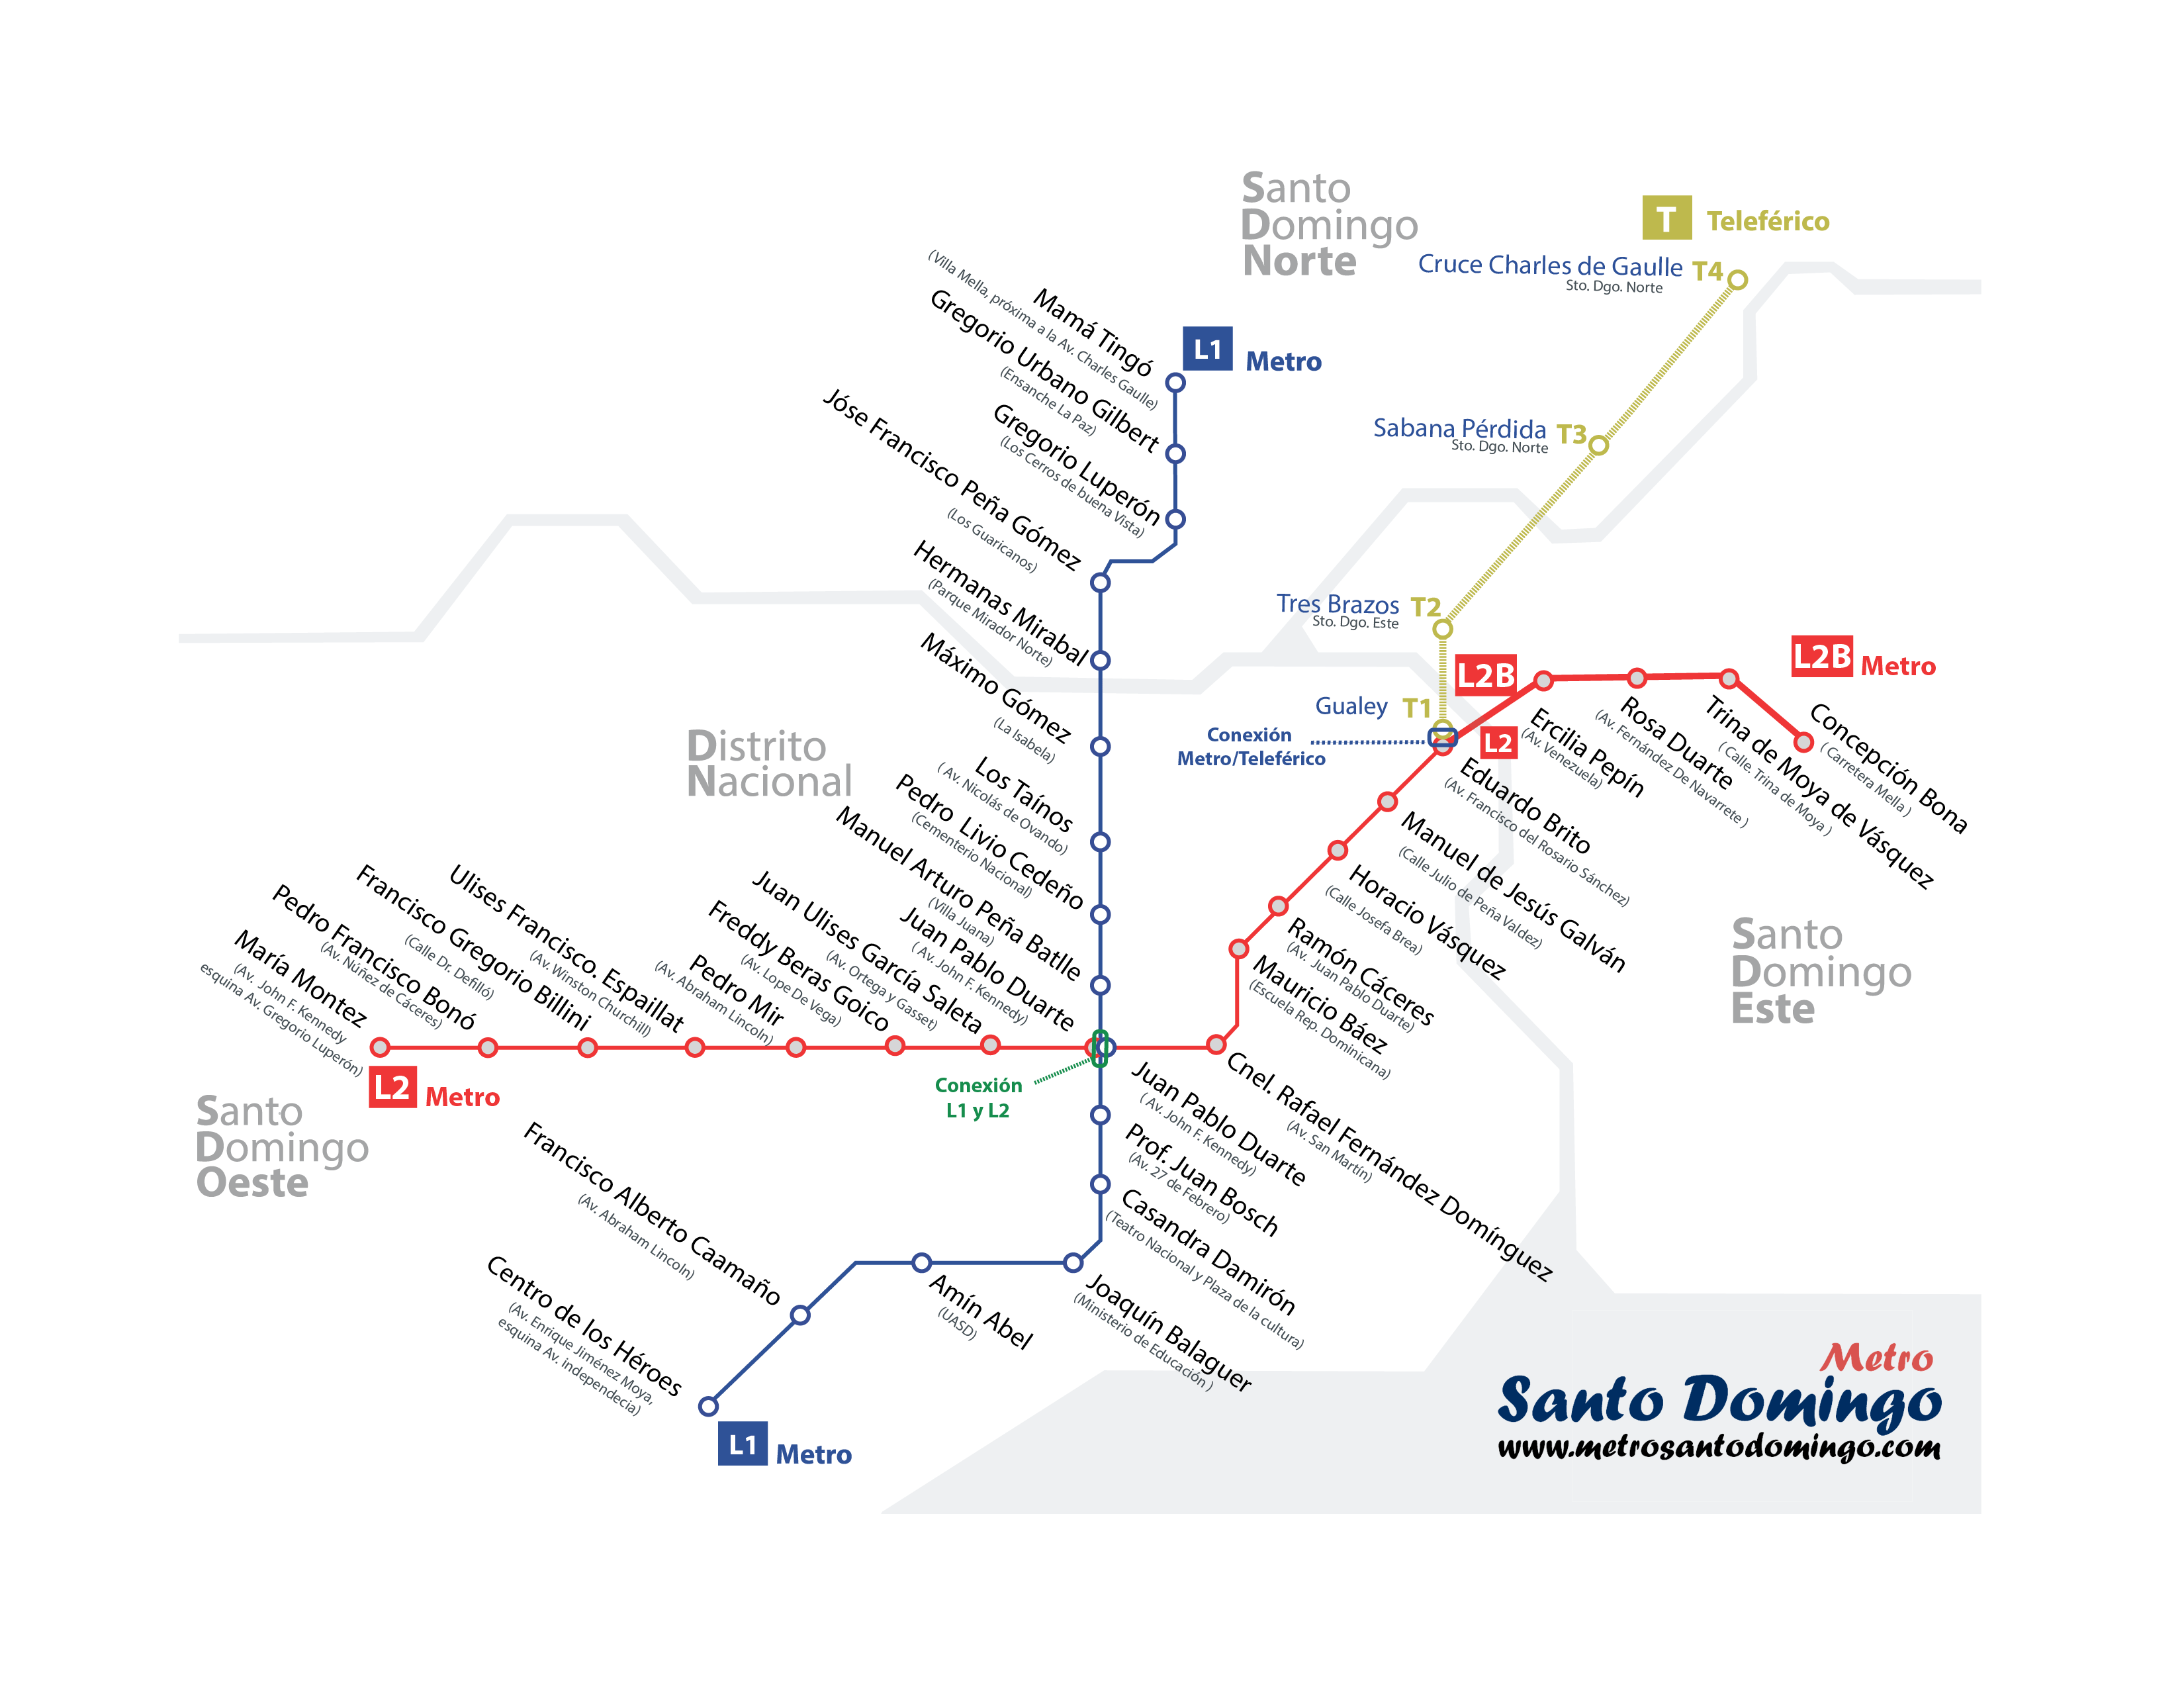 Santo
Domingo
Norte
T
Teleférico
Cruce Charles de Gaulle T4
Sto. Dgo. Norte
Sabana Pérdida T3
Sto. Dgo. Norte
Tres Brazos T2
Sto. Dgo. Este
Gualey T1
Conexión
Metro/Teleférico
L1 Metro
Mamá Tingó
(Villa Mella, próxima a la Av. Charles Gaulle)
Gregorio Urbano Gilbert
(Ensanche La Paz)
Gregorio Luperón
(Los Cerros de buena Vista)
Jóse Francisco Peña Gómez
(Los Guaricanos)
Hermanas Mirabal
(Parque Mirador Norte)
Máximo Gómez
(La Isabela)
Los Taínos
( Av. Nicolás de Ovando)
Pedro Livio Cedeño
(Cementerio Nacional)
Manuel Arturo Peña Batlle
(Villa Juana)
Juan Pablo Duarte
( Av. John F. Kennedy)
Distrito
Nacional
L2B
L2B Metro
L2
Concepción Bona
( Carretera Mella )
Trina de Moya de Vásquez
( Calle. Trina de Moya )
Rosa Duarte
(Av. Fernández De Navarrete )
Ercilia Pepín
(Av. Venezuela)
Eduardo Brito
(Av. Francisco del Rosario Sánchez)
Manuel de Jesús Galván
(Calle Julio de Peña Valdez)
Horacio Vásquez
(Calle Josefa Brea)
Ramón Cáceres
(Av. Juan Pablo Duarte)
Mauricio Báez
(Escuela Rep. Dominicana)
Cnel. Rafael Fernández Domínguez
(Av. San Martín)
Santo
Domingo
Este
Juan Ulises García Saleta
(Av. Ortega y Gasset)
Freddy Beras Goico
(Av. Lope De Vega)
Pedro Mir
(Av. Abraham Lincoln)
Ulises Francisco. Espaillat
(Av. Winston Churchill)
Francisco Gregorio Billini
(Calle Dr. Defilló)
Pedro Francisco Bonó
(Av. Núñez de Cáceres)
María Montez
(Av. John F. Kennedy
esquina Av. Gregorio Luperón)
L2 Metro
Conexión
L1 y L2
Santo
Domingo
Oeste
Juan Pablo Duarte
( Av. John F. Kennedy)
Prof. Juan Bosch
(Av. 27 de Febrero)
Casandra Damirón
(Teatro Nacional y Plaza de la cultura)
Joaquín Balaguer
(Ministerio de Educación )
Amín Abel
(UASD)
Francisco Alberto Caamaño
(Av. Abraham Lincoln)
Centro de los Héroes
(Av. Enrique Jiménez Moya,
esquina Av. independecia)
L1 Metro
Metro
Santo Domingo
www.metrosantodomingo.com